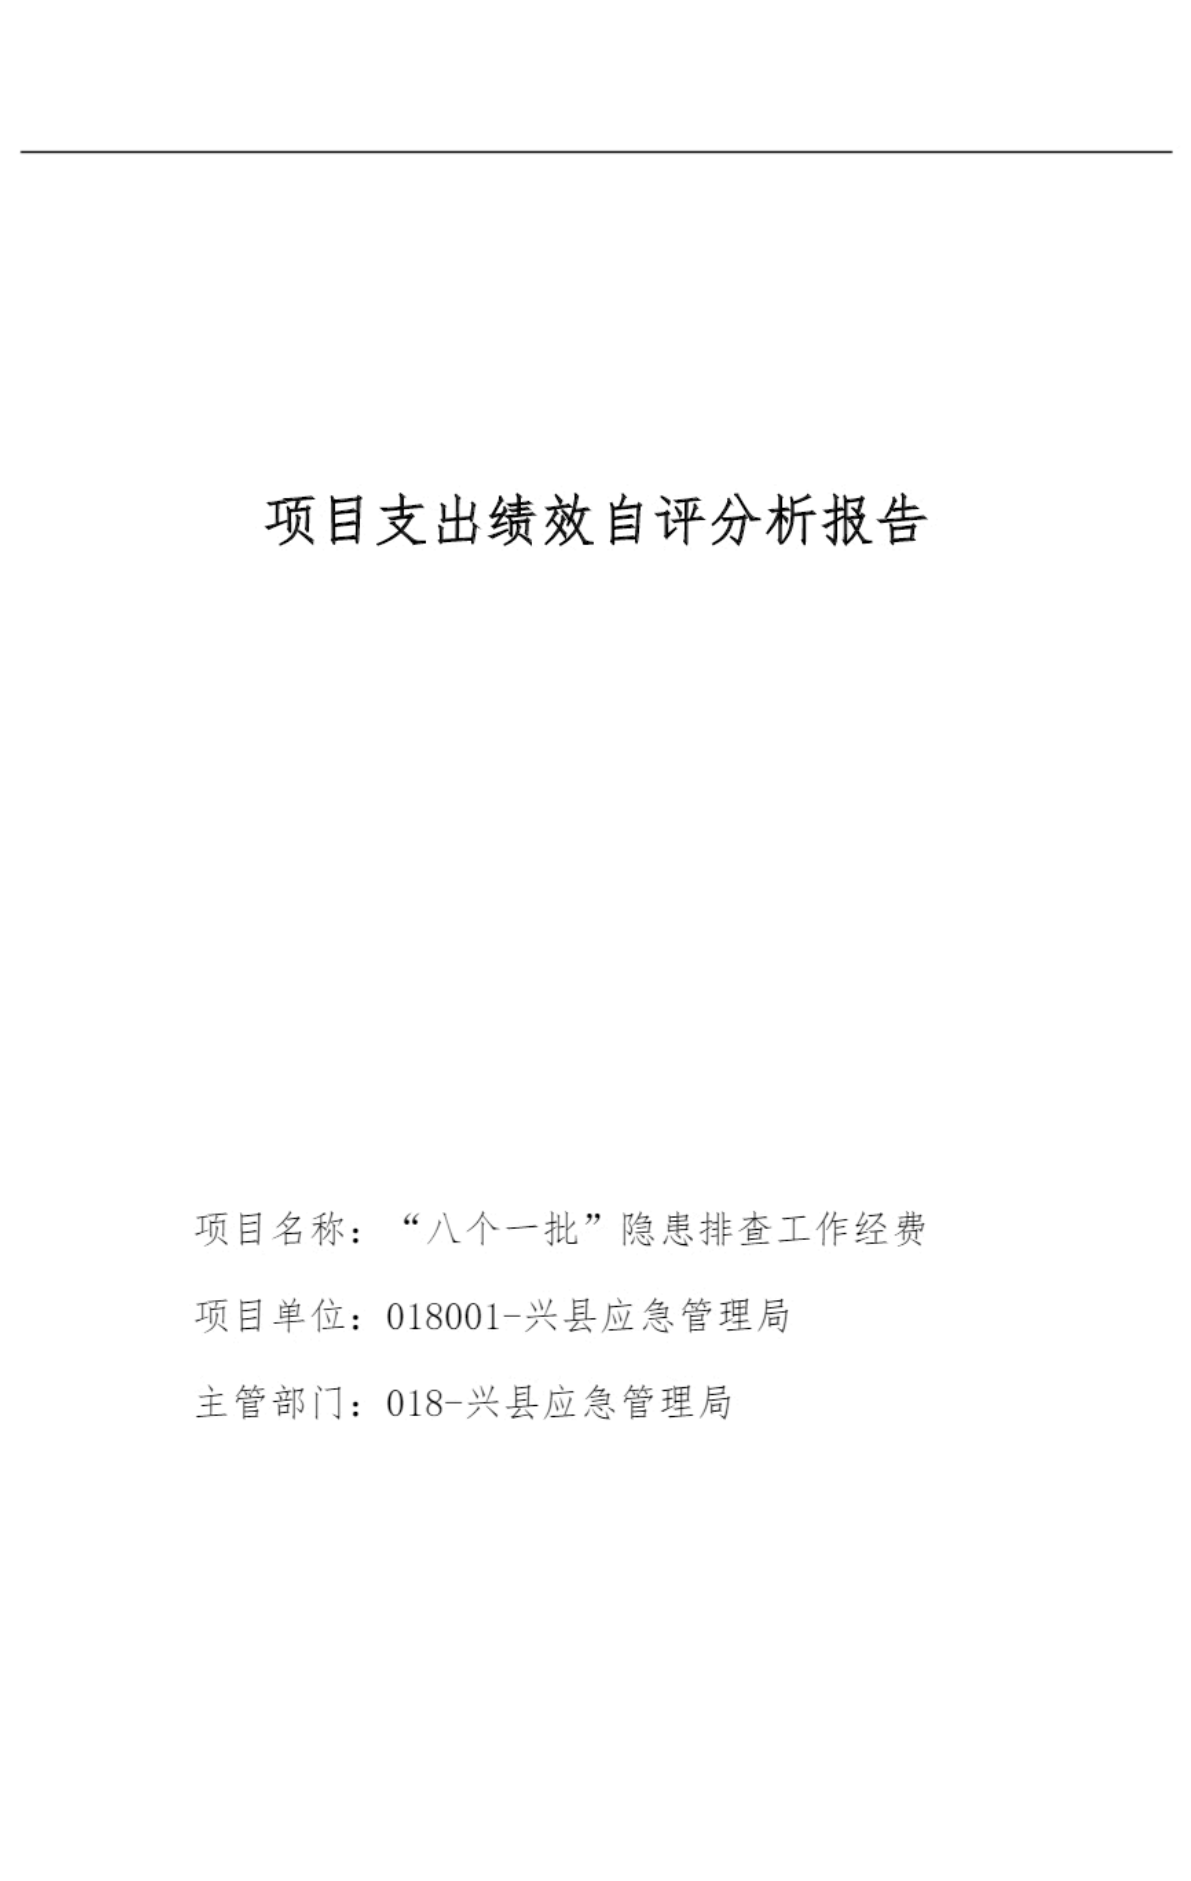 项目支出绩效自评分析报告
项目名称：“八个一批”隐患排查工作经费
项目单位：018001-兴县应急管理局
主管部门：018-兴县应急管理局